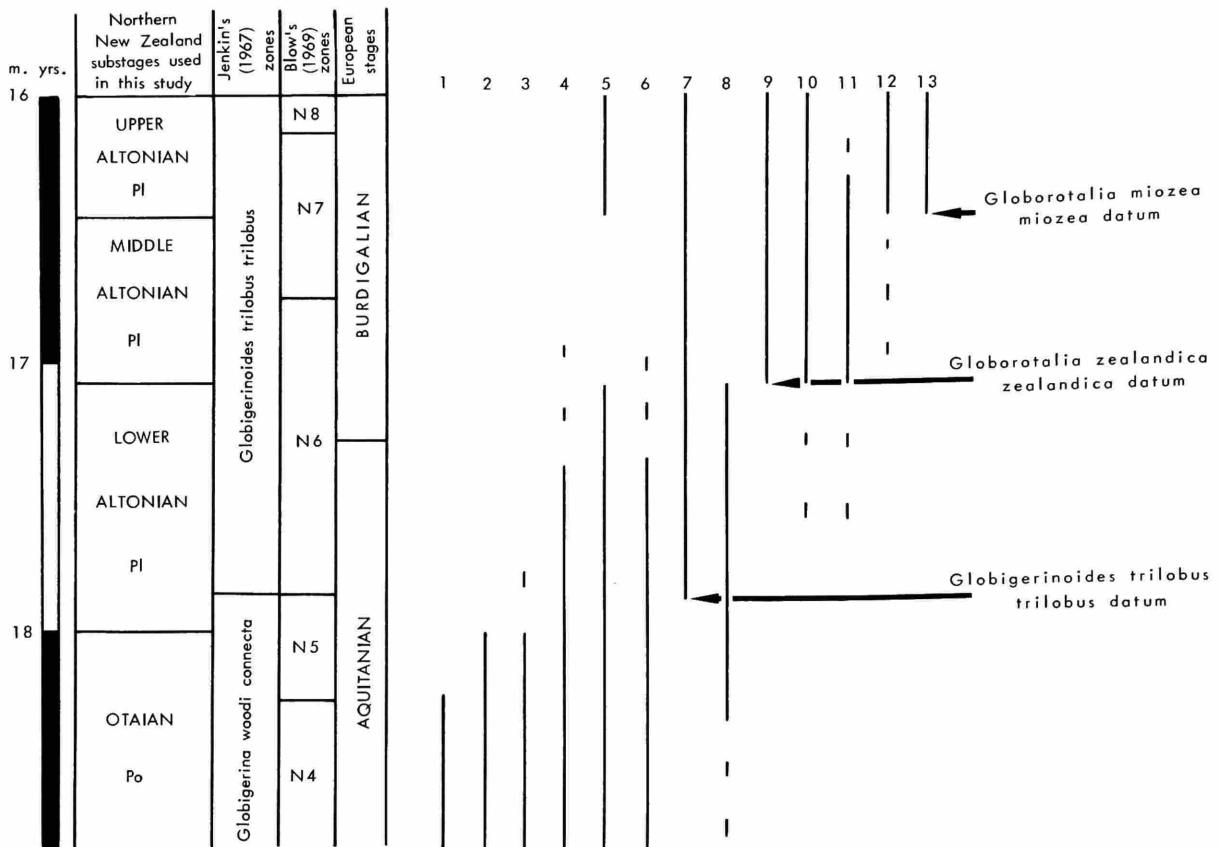 m. yrs.
Northern
New Zealand
substages used
in this study
Jenkin's
(1967)
zones
Blow's
(1969)
zones
European
stages
1 2 3 4 5 6 7 8 9 10 11 12 13
16
17
18
UPPER
ALTONIAN
Pl
MIDDLE
ALTONIAN
Pl
LOWER
ALTONIAN
Pl
OTAIAN
Po
Globigerinoides trilobus trilobus
Globigerina woodi connecta
N8
N7
N6
N5
N4
BURDIGALIAN
AQUITANIAN
Globorotalia miozea
miozea datum
Globorotalia zealandica
zealandica datum
Globigerinoides trilobus
trilobus datum